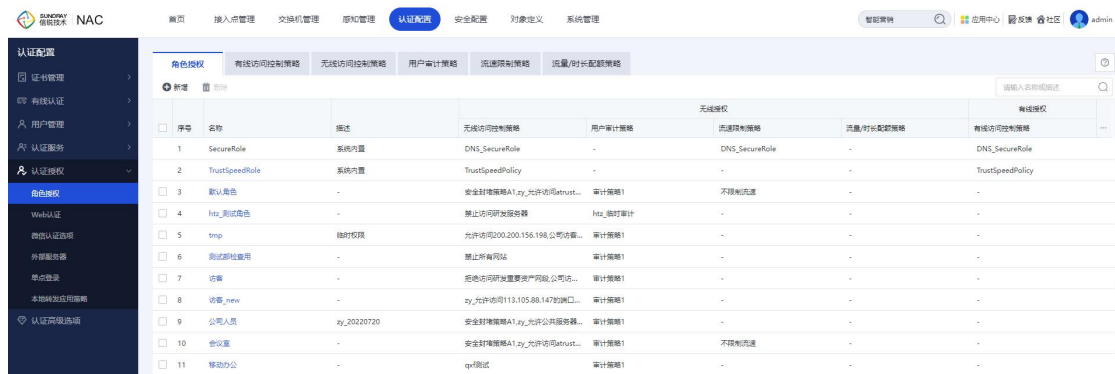 SUNDRAY 信锐技术 NAC 首页 接入点管理 交换机管理 感知管理 认证配置 安全配置 对象定义 系统管理 智能营销 应用中心 反馈 社区 admin
认证配置
证书管理
有线认证
用户管理
认证服务
认证授权
角色授权
Web认证
微信认证选项
外部服务器
单点登录
本地转发应用策略
认证高级选项
角色授权 有线访问控制策略 无线访问控制策略 用户审计策略 流速限制策略 流量/时长配额策略
新增 删除 请输入名称或描述
无线授权 有线授权
序号 名称 描述 无线访问控制策略 用户审计策略 流速限制策略 流量/时长配额策略 有线访问控制策略 ...
1 SecureRole 系统内置 DNS_SecureRole - DNS_SecureRole - DNS_SecureRole
2 TrustSpeedRole 系统内置 TrustSpeedPolicy - - - TrustSpeedPolicy
3 默认角色 - 安全封堵策略A1,zy_允许访问atrust... 审计策略1 不限制流速 - -
4 htz_测试角色 - 禁止访问研发服务器 htz_临时审计 - - -
5 tmp 临时权限 允许访问200.200.156.198,公司访客... 审计策略1 - - -
6 测试部检查用 - 禁止所有网站 审计策略1 - - -
7 访客 - 拒绝访问研发重要资产网段,公司访... 审计策略1 - - -
8 访客_new - zy_允许访问113.105.88.147的端口... 审计策略1 - - -
9 公司人员 zy_20220720 安全封堵策略A1,zy_允许公共服务器... 审计策略1 - - -
10 会议室 - 安全封堵策略A1,zy_允许访问atrust... 审计策略1 不限制流速 - -
11 移动办公 - qxf测试 审计策略1 - - -